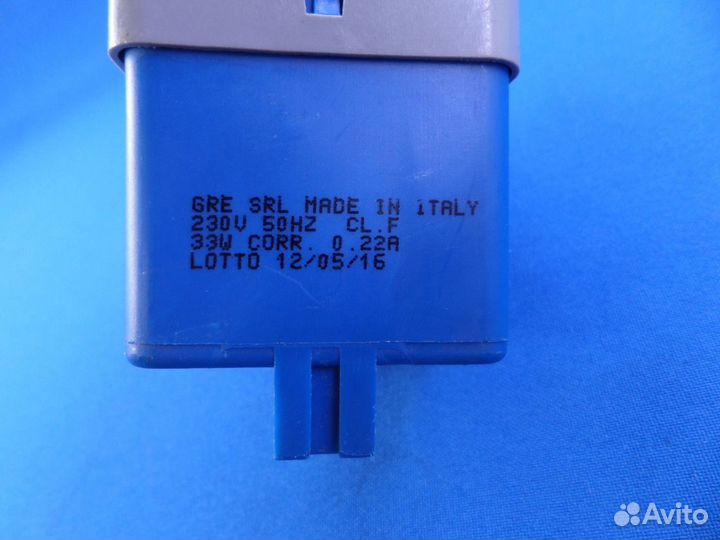 GRE SRL MADE IN ITALY
230V 50HZ CL.F
33W CORR. 0.22A
LOTTO 12/05/16
Avito